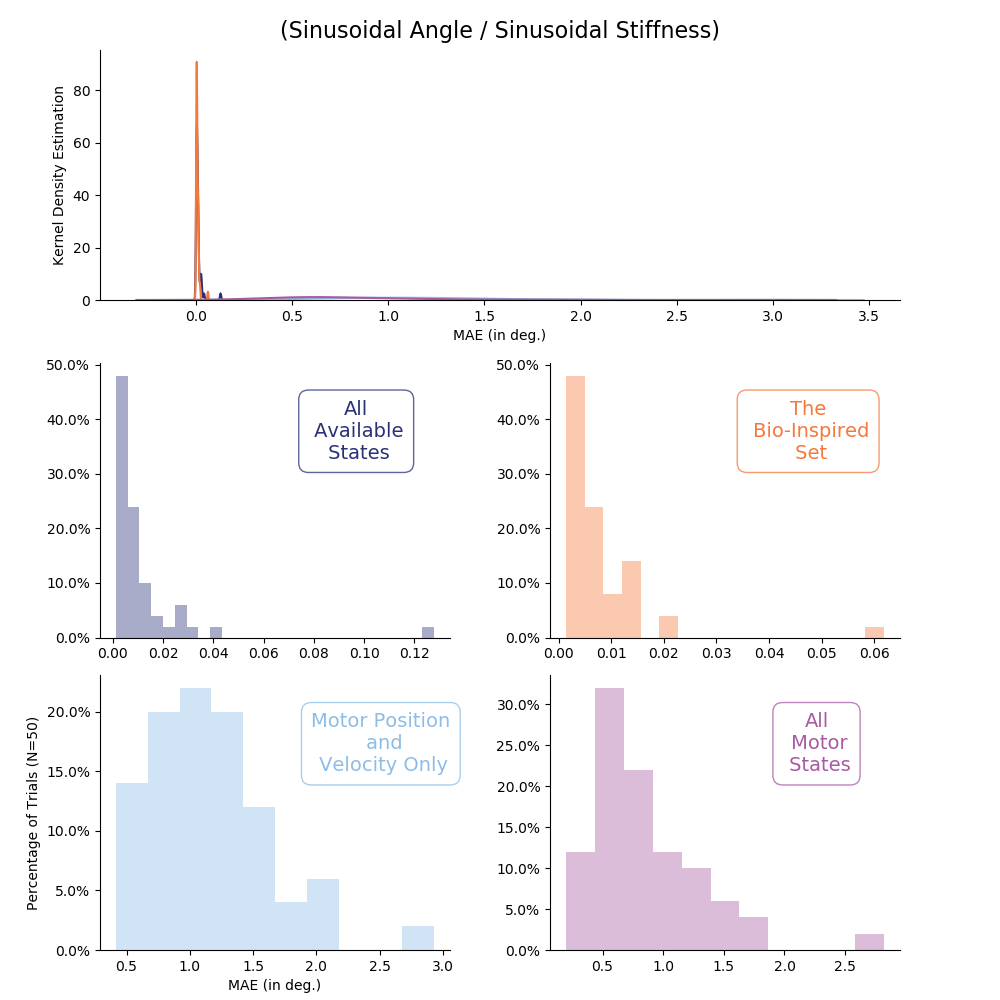 (Sinusoidal Angle / Sinusoidal Stiffness)
Kernel Density Estimation
80
60
40
20
0
0.0 0.5 1.0 1.5 2.0 2.5 3.0 3.5
MAE (in deg.)
50.0%
40.0%
30.0%
20.0%
10.0%
0.0%
All
Available
States
0.00 0.02 0.04 0.06 0.08 0.10 0.12
50.0%
40.0%
30.0%
20.0%
10.0%
0.0%
The
Bio-Inspired
Set
0.00 0.01 0.02 0.03 0.04 0.05 0.06
Percentage of Trials (N=50)
20.0%
15.0%
10.0%
5.0%
0.0%
Motor Position
and
Velocity Only
0.5 1.0 1.5 2.0 2.5 3.0
MAE (in deg.)
30.0%
25.0%
20.0%
15.0%
10.0%
5.0%
0.0%
All
Motor
States
0.5 1.0 1.5 2.0 2.5